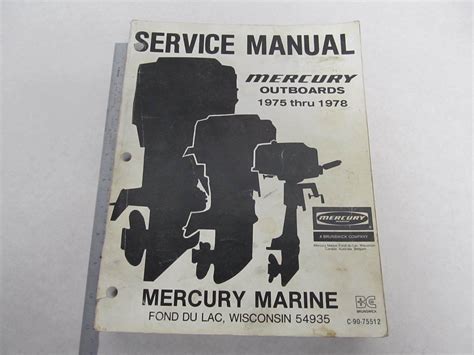 SERVICE MANUAL
MERCURY
OUTBOARDS
1975 thru 1978
MERCURY
A BRUNSWICK COMPANY
MERCURY MARINE
FOND DU LAC, WISCONSIN 54935
BRUNSWICK
C-90-75512